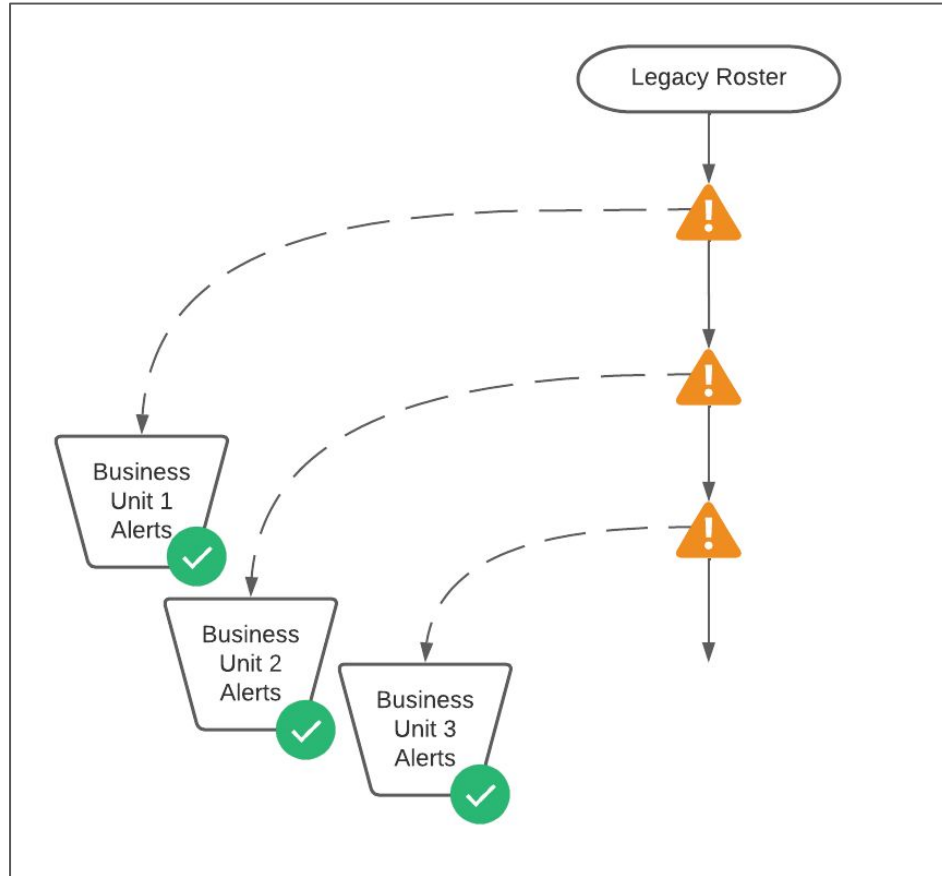 Legacy Roster
Business
Unit 1
Alerts
Business
Unit 2
Alerts
Business
Unit 3
Alerts